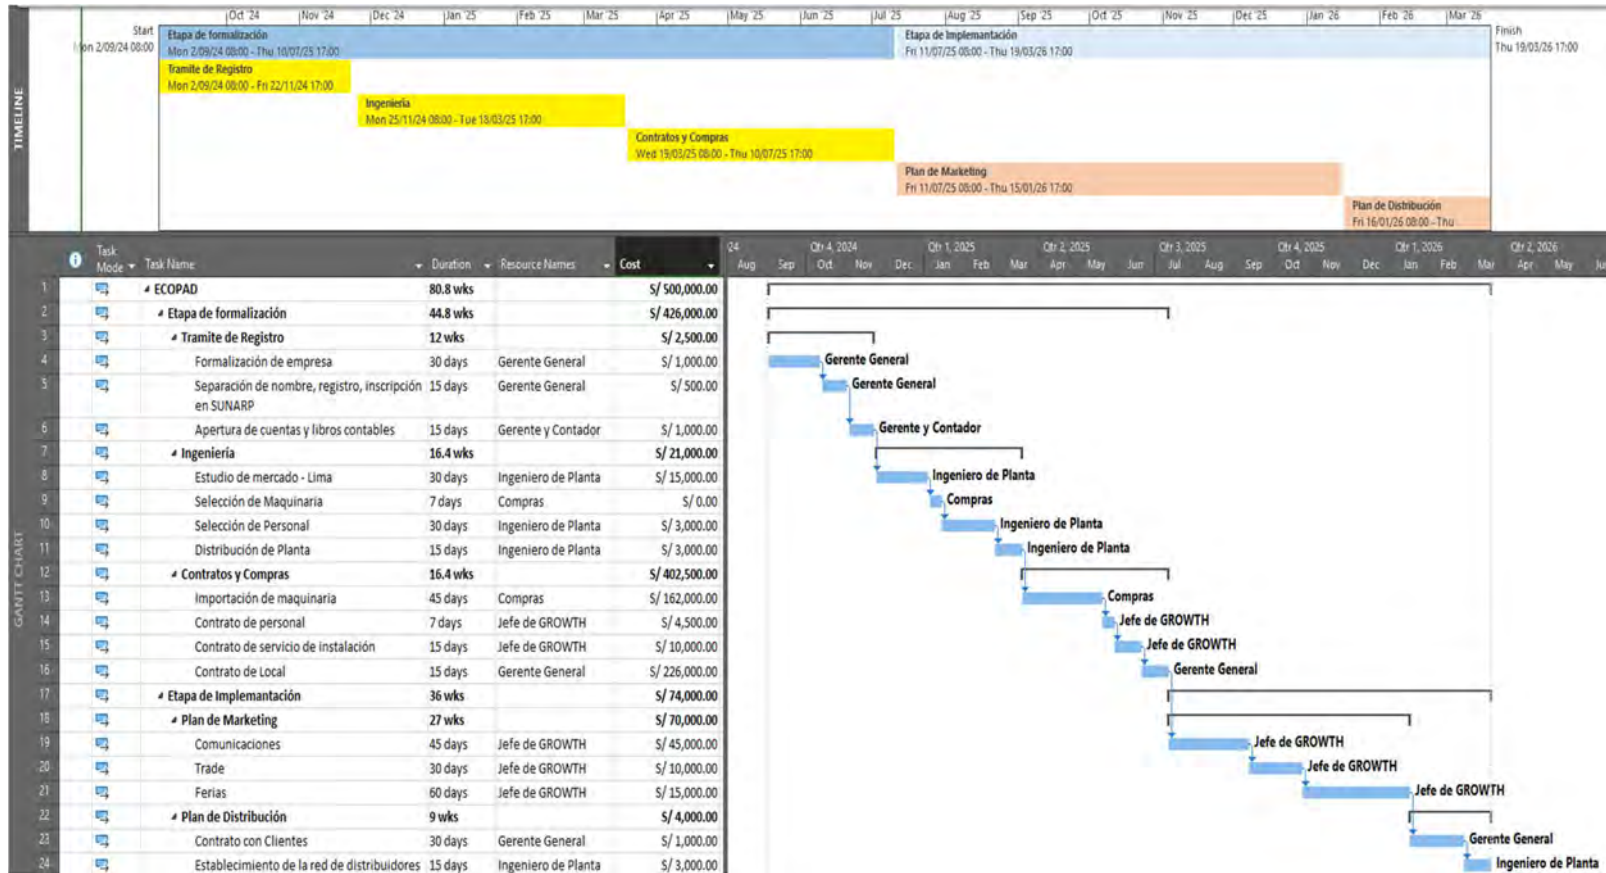 Oct '24 Nov '24 Dec '24 Jan '25 Feb '25 Mar '25 Apr '25 May '25 Jun '25 Jul '25 Aug '25 Sep '25 Oct '25 Nov '25 Dec '25 Jan '26 Feb '26 Mar '26
Start
Mon 2/09/24 08:00
Etapa de formalización
Mon 2/09/24 08:00 - Thu 10/07/25 17:00
Etapa de Implemantación
Fri 11/07/25 08:00 - Thu 19/03/26 17:00
Finish
Thu 19/03/26 17:00
Tramite de Registro
Mon 2/09/24 08:00 - Fri 22/11/24 17:00
Ingeniería
Mon 25/11/24 08:00 - Tue 18/03/25 17:00
Contratos y Compras
Wed 19/03/25 08:00 - Thu 10/07/25 17:00
Plan de Marketing
Fri 11/07/25 08:00 - Thu 15/01/26 17:00
Plan de Distribución
Fri 16/01/26 08:00 - Thu
TIMELINE
Task Mode Task Name Duration Resource Names Cost
24 Qtr 4, 2024 Qtr 1, 2025 Qtr 2, 2025 Qtr 3, 2025 Qtr 4, 2025 Qtr 1, 2026 Qtr 2, 2026
Aug Sep Oct Nov Dec Jan Feb Mar Apr May Jun Jul Aug Sep Oct Nov Dec Jan Feb Mar Apr May
GANTT CHART
1 ECOPAD 80.8 wks S/ 500,000.00
2 Etapa de formalización 44.8 wks S/ 426,000.00
3 Tramite de Registro 12 wks S/ 2,500.00
4 Formalización de empresa 30 days Gerente General S/ 1,000.00 Gerente General
5 Separación de nombre, registro, inscripción 15 days Gerente General S/ 500.00 Gerente General
en SUNARP
6 Apertura de cuentas y libros contables 15 days Gerente y Contador S/ 1,000.00 Gerente y Contador
7 Ingeniería 16.4 wks S/ 21,000.00
8 Estudio de mercado - Lima 30 days Ingeniero de Planta S/ 15,000.00 Ingeniero de Planta
9 Selección de Maquinaria 7 days Compras S/ 0.00 Compras
10 Selección de Personal 30 days Ingeniero de Planta S/ 3,000.00 Ingeniero de Planta
11 Distribución de Planta 15 days Ingeniero de Planta S/ 3,000.00 Ingeniero de Planta
12 Contratos y Compras 16.4 wks S/ 402,500.00
13 Importación de maquinaria 45 days Compras S/ 162,000.00 Compras
14 Contrato de personal 7 days Jefe de GROWTH S/ 4,500.00 Jefe de GROWTH
15 Contrato de servicio de instalación 15 days Jefe de GROWTH S/ 10,000.00 Jefe de GROWTH
16 Contrato de Local 15 days Gerente General S/ 226,000.00 Gerente General
17 Etapa de Implemantación 36 wks S/ 74,000.00
18 Plan de Marketing 27 wks S/ 70,000.00
19 Comunicaciones 45 days Jefe de GROWTH S/ 45,000.00 Jefe de GROWTH
20 Trade 30 days Jefe de GROWTH S/ 10,000.00 Jefe de GROWTH
21 Ferias 60 days Jefe de GROWTH S/ 15,000.00 Jefe de GROWTH
22 Plan de Distribución 9 wks S/ 4,000.00
23 Contrato con Clientes 30 days Gerente General S/ 1,000.00 Gerente General
24 Establecimiento de la red de distribuidores 15 days Ingeniero de Planta S/ 3,000.00 Ingeniero de Planta